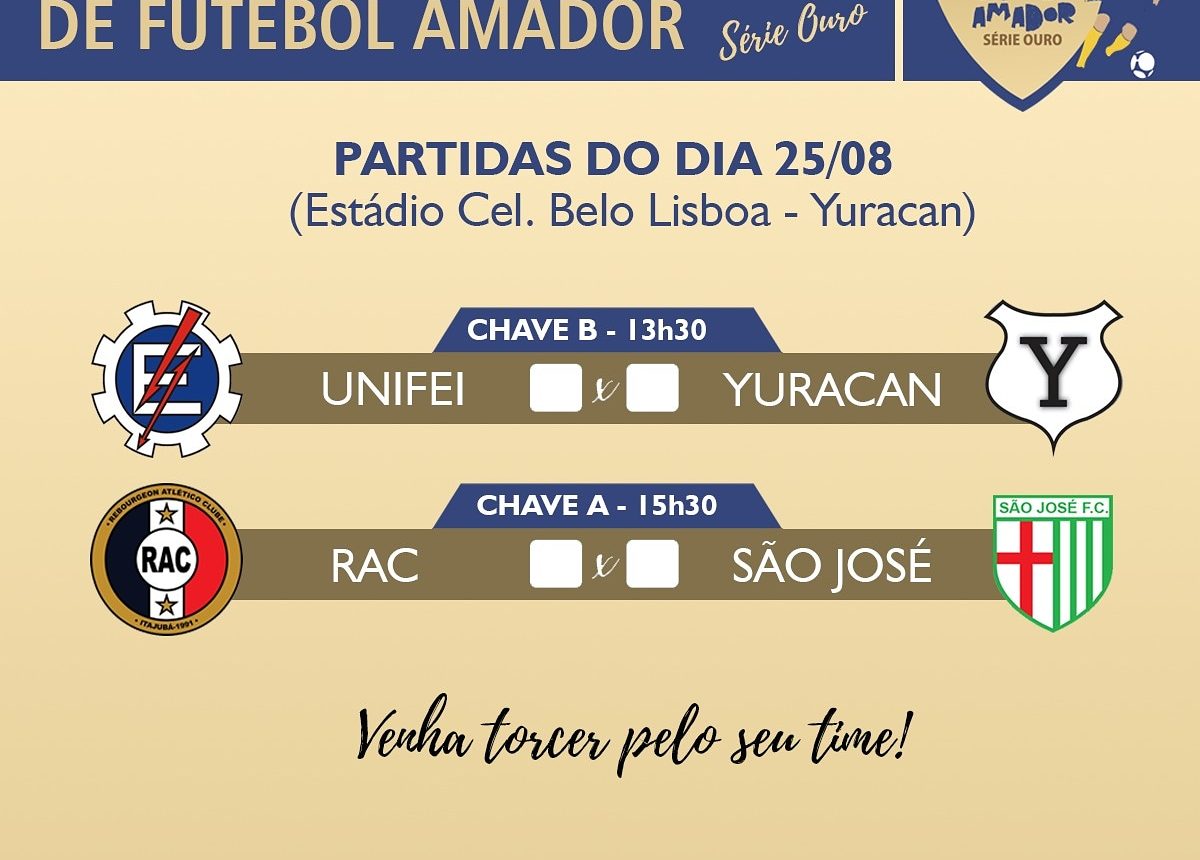 DE FUTEBOL AMADOR Série Ouro
AMADOR
SÉRIE OURO
PARTIDAS DO DIA 25/08
(Estádio Cel. Belo Lisboa - Yuracan)
CHAVE B - 13h30
E
UNIFEI x YURACAN
Y
CHAVE A - 15h30
REBOURGEON ATLÉTICO CLUBE
RAC
ITAJUBÁ-1991
RAC x SÃO JOSÉ
SÃO JOSÉ F.C.
Venha torcer pelo seu time!